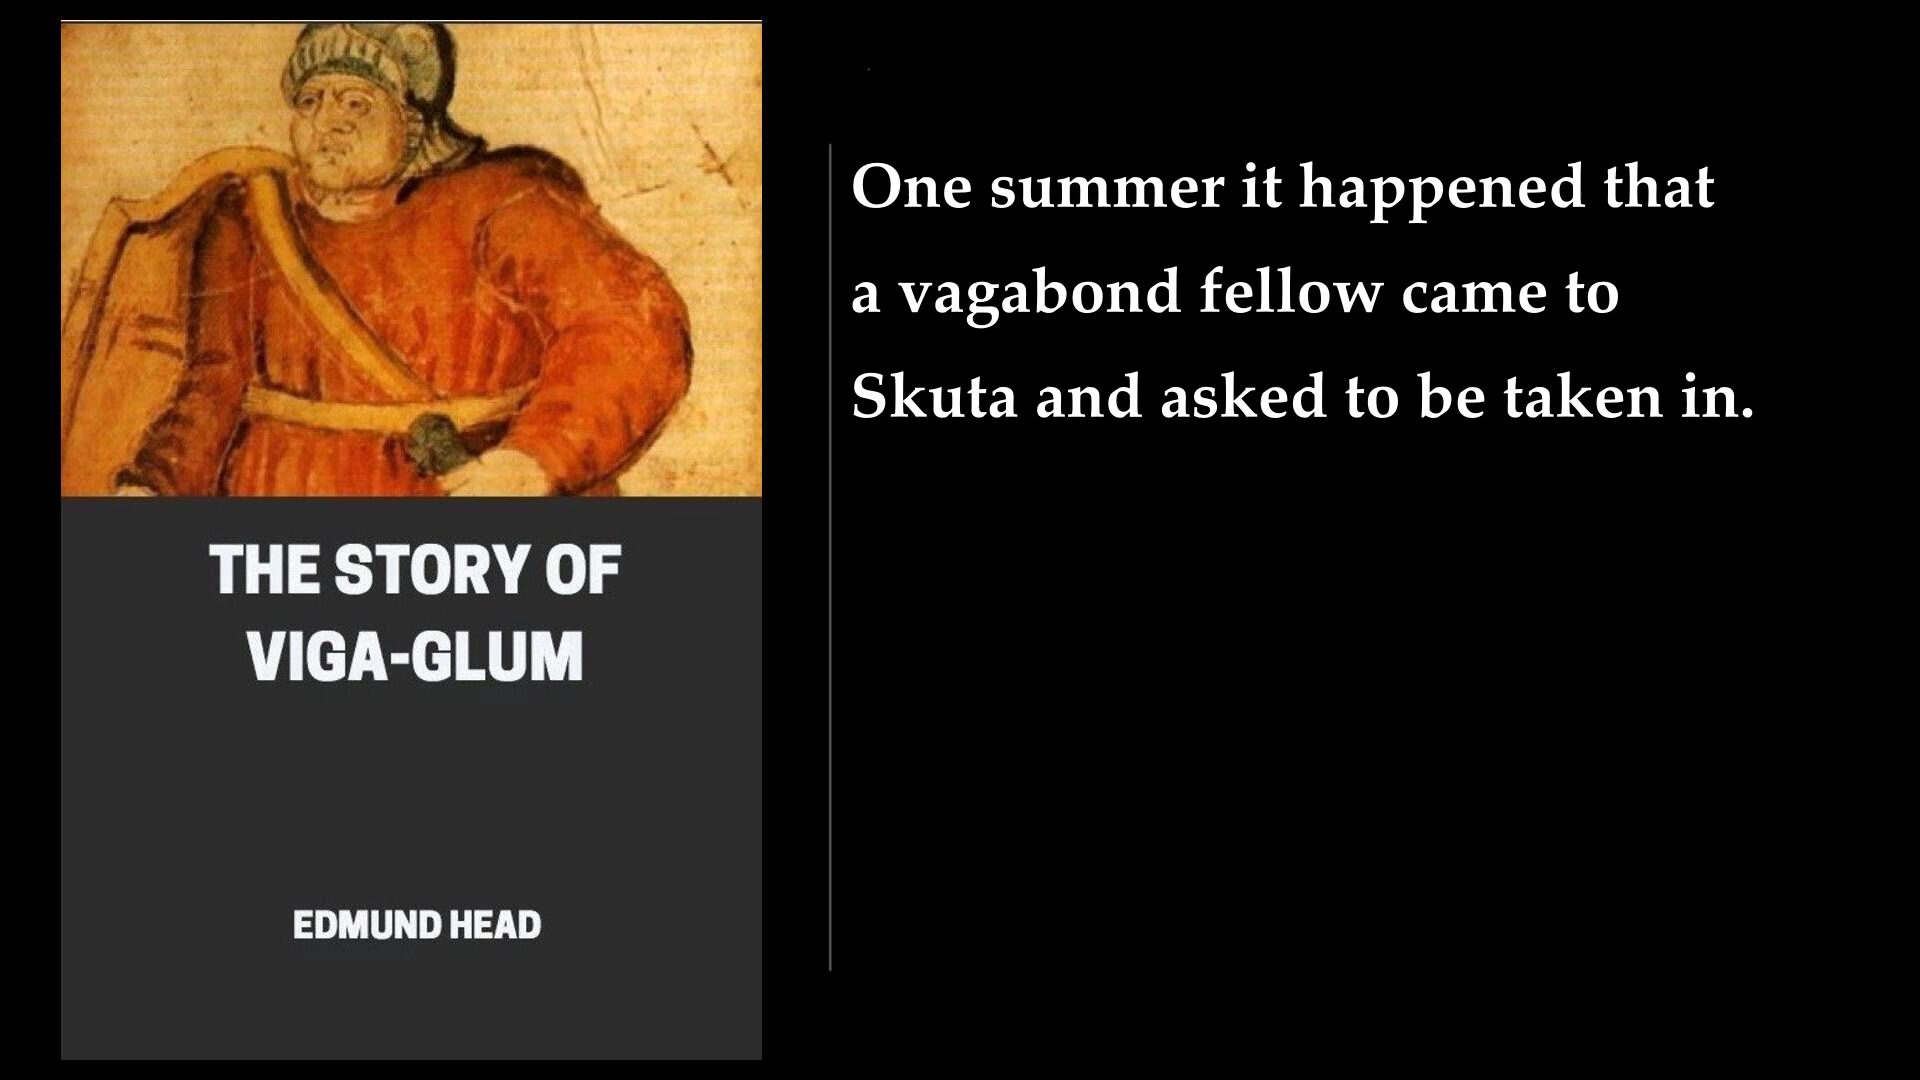 THE STORY OF
VIGA-GLUM
EDMUND HEAD
One summer it happened that
a vagabond fellow came to
Skuta and asked to be taken in.